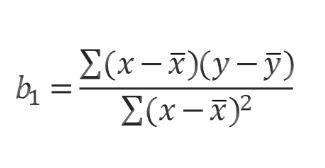 b₁ = ∑(x − x̄)(y − ȳ) / ∑(x − x̄)²